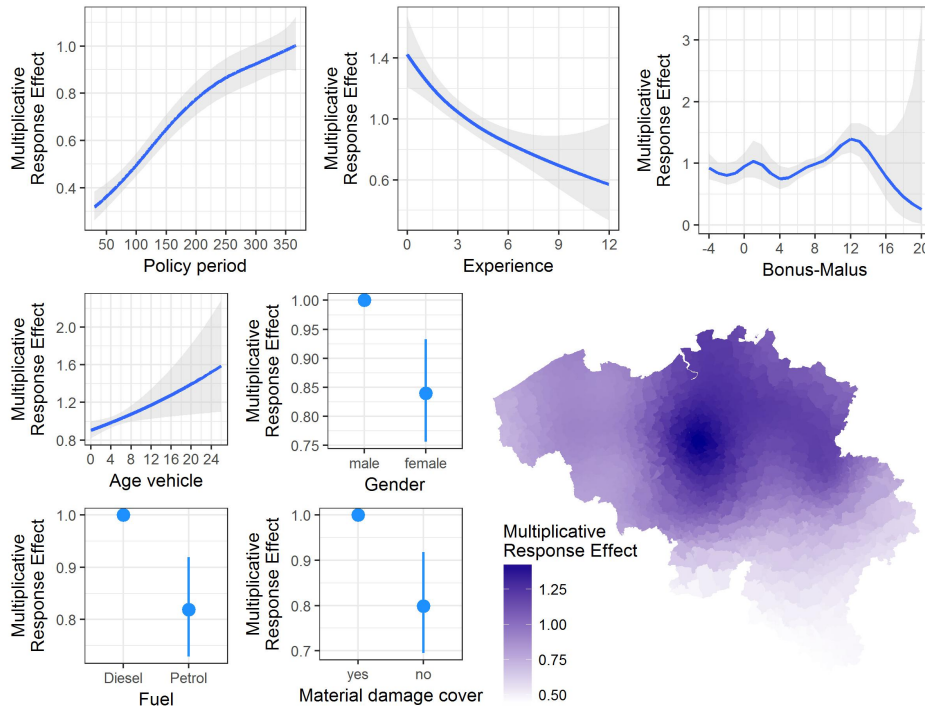 Multiplicative
Response Effect
1.0
0.8
0.6
0.4
50 100 150 200 250 300 350
Policy period
Multiplicative
Response Effect
1.4
1.0
0.6
0 3 6 9 12
Experience
Multiplicative
Response Effect
3
2
1
0
-4 0 4 8 12 16 20
Bonus-Malus
Multiplicative
Response Effect
2.0
1.6
1.2
0.8
0 4 8 12 16 20 24
Age vehicle
Multiplicative
Response Effect
1.00
0.95
0.90
0.85
0.80
0.75
male female
Gender
Multiplicative
Response Effect
1.0
0.9
0.8
Diesel Petrol
Fuel
Multiplicative
Response Effect
1.0
0.9
0.8
0.7
yes no
Material damage cover
Multiplicative
Response Effect
1.25
1.00
0.75
0.50